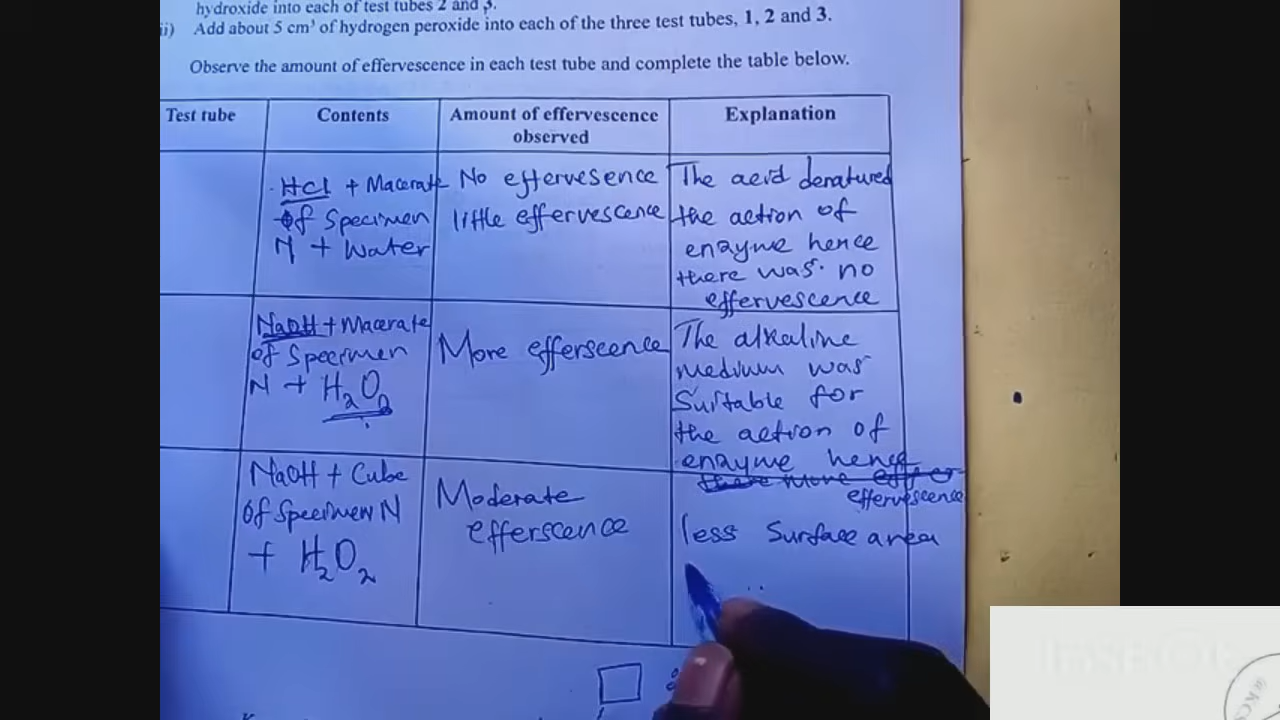 hydroxide into each of test tubes 2 and 3.
ii) Add about 5 cm³ of hydrogen peroxide into each of the three test tubes, 1, 2 and 3.
Observe the amount of effervescence in each test tube and complete the table below.
Test tube
Contents
Amount of effervescence
observed
Explanation
HCl + Macerate
of Specimen
N + Water
No effervesence
little effervescence
The acid denatured
the action of
enzyme hence
there was no
effervescence
NaOH + Macerate
of Specimen
N + H₂O₂
More efferscence
The alkaline
medium was
Suitable for
the action of
enzyme hence
there more
effervescence
NaOH + Cube
of Specimen N
+ H₂O₂
Moderate
efferscence
less Surface area